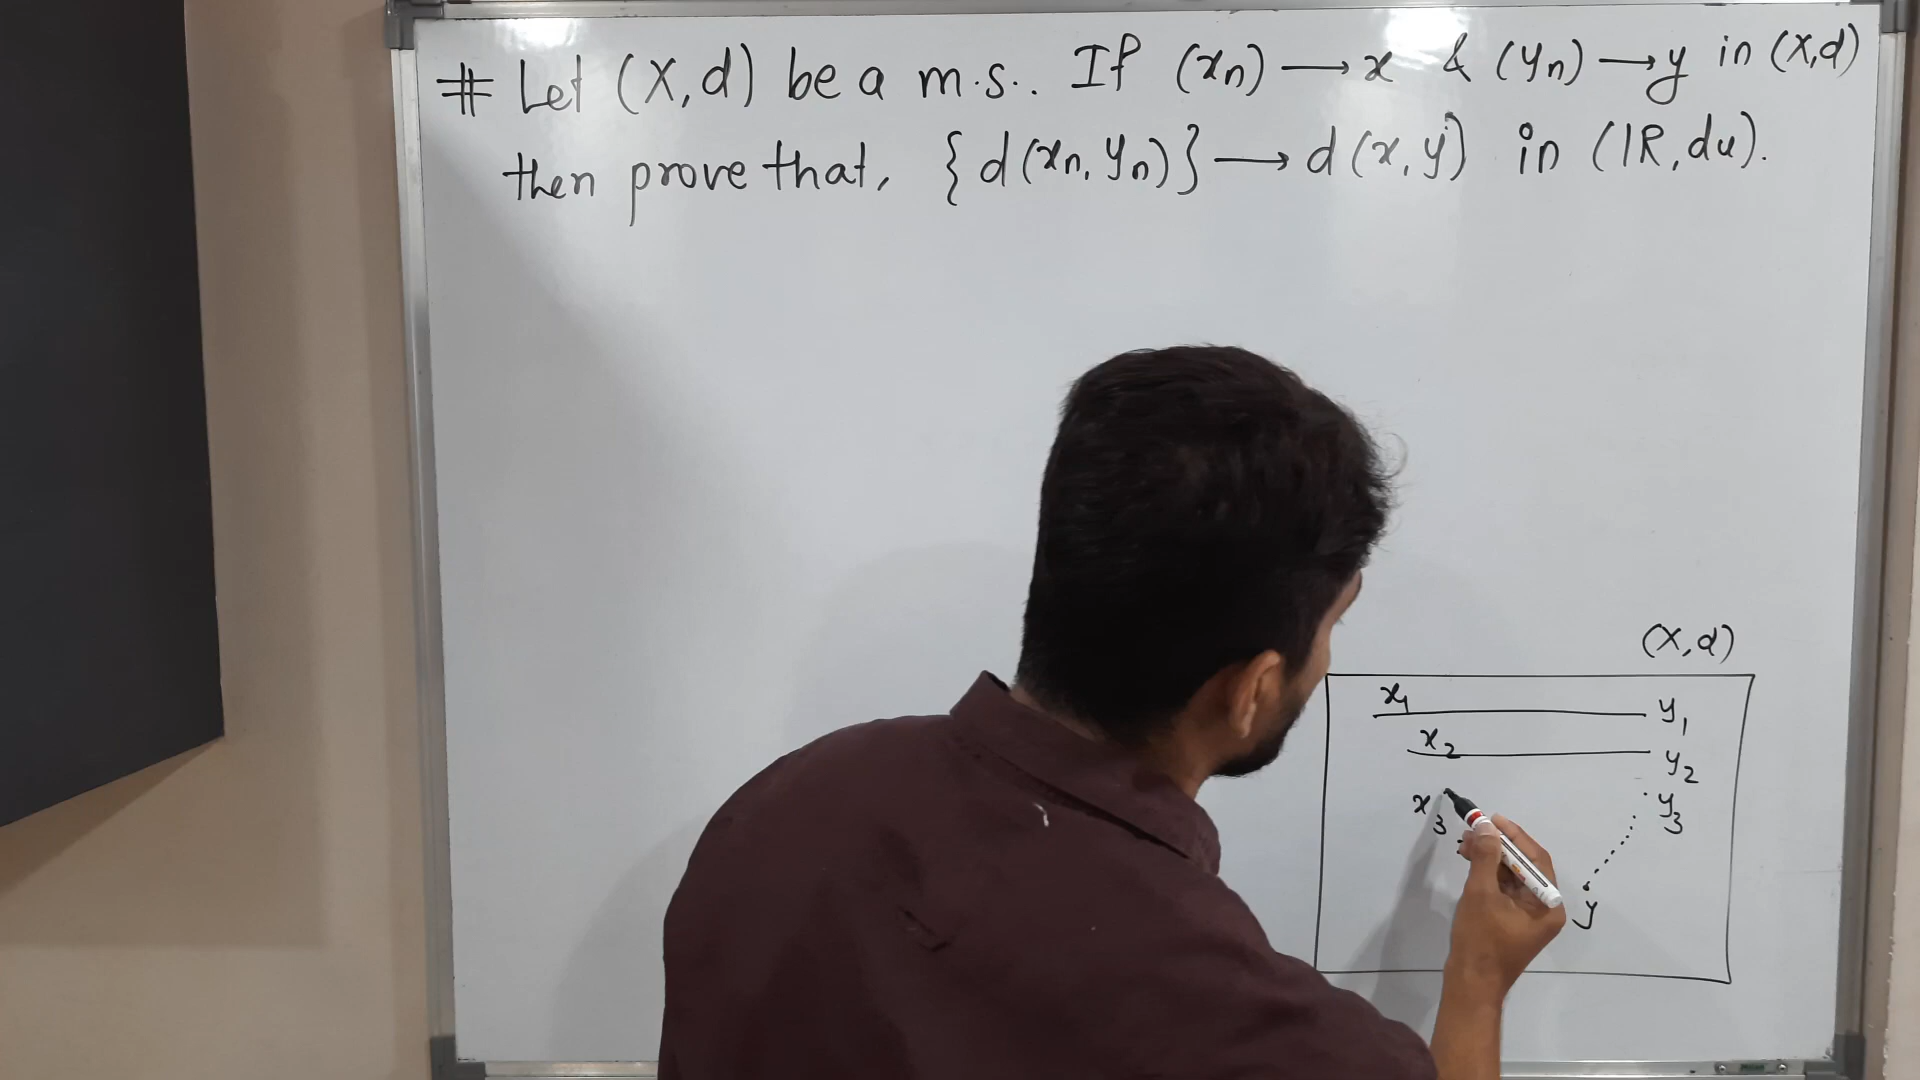 # Let (X,d) be a m.s.. If (xn) → x & (yn) → y in (X,d)
then prove that, {d(xn, yn)} → d(x,y) in (IR, du).
(X,d)
x1 y1
x2 y2
x3 y3
y